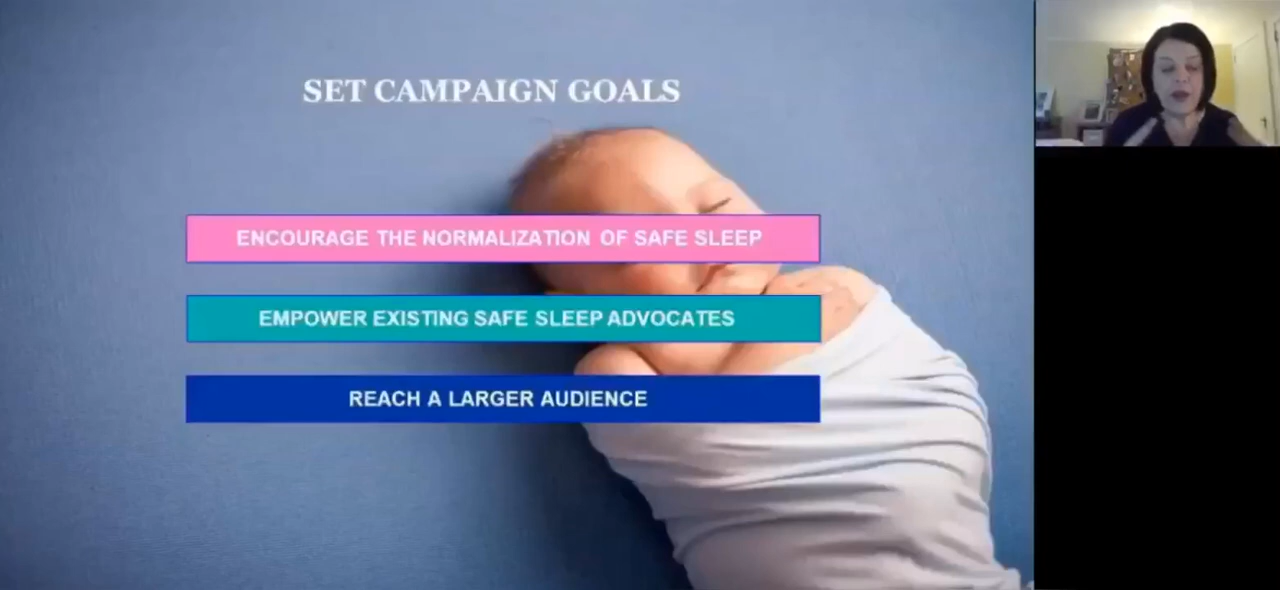 SET CAMPAIGN GOALS
ENCOURAGE THE NORMALIZATION OF SAFE SLEEP
EMPOWER EXISTING SAFE SLEEP ADVOCATES
REACH A LARGER AUDIENCE